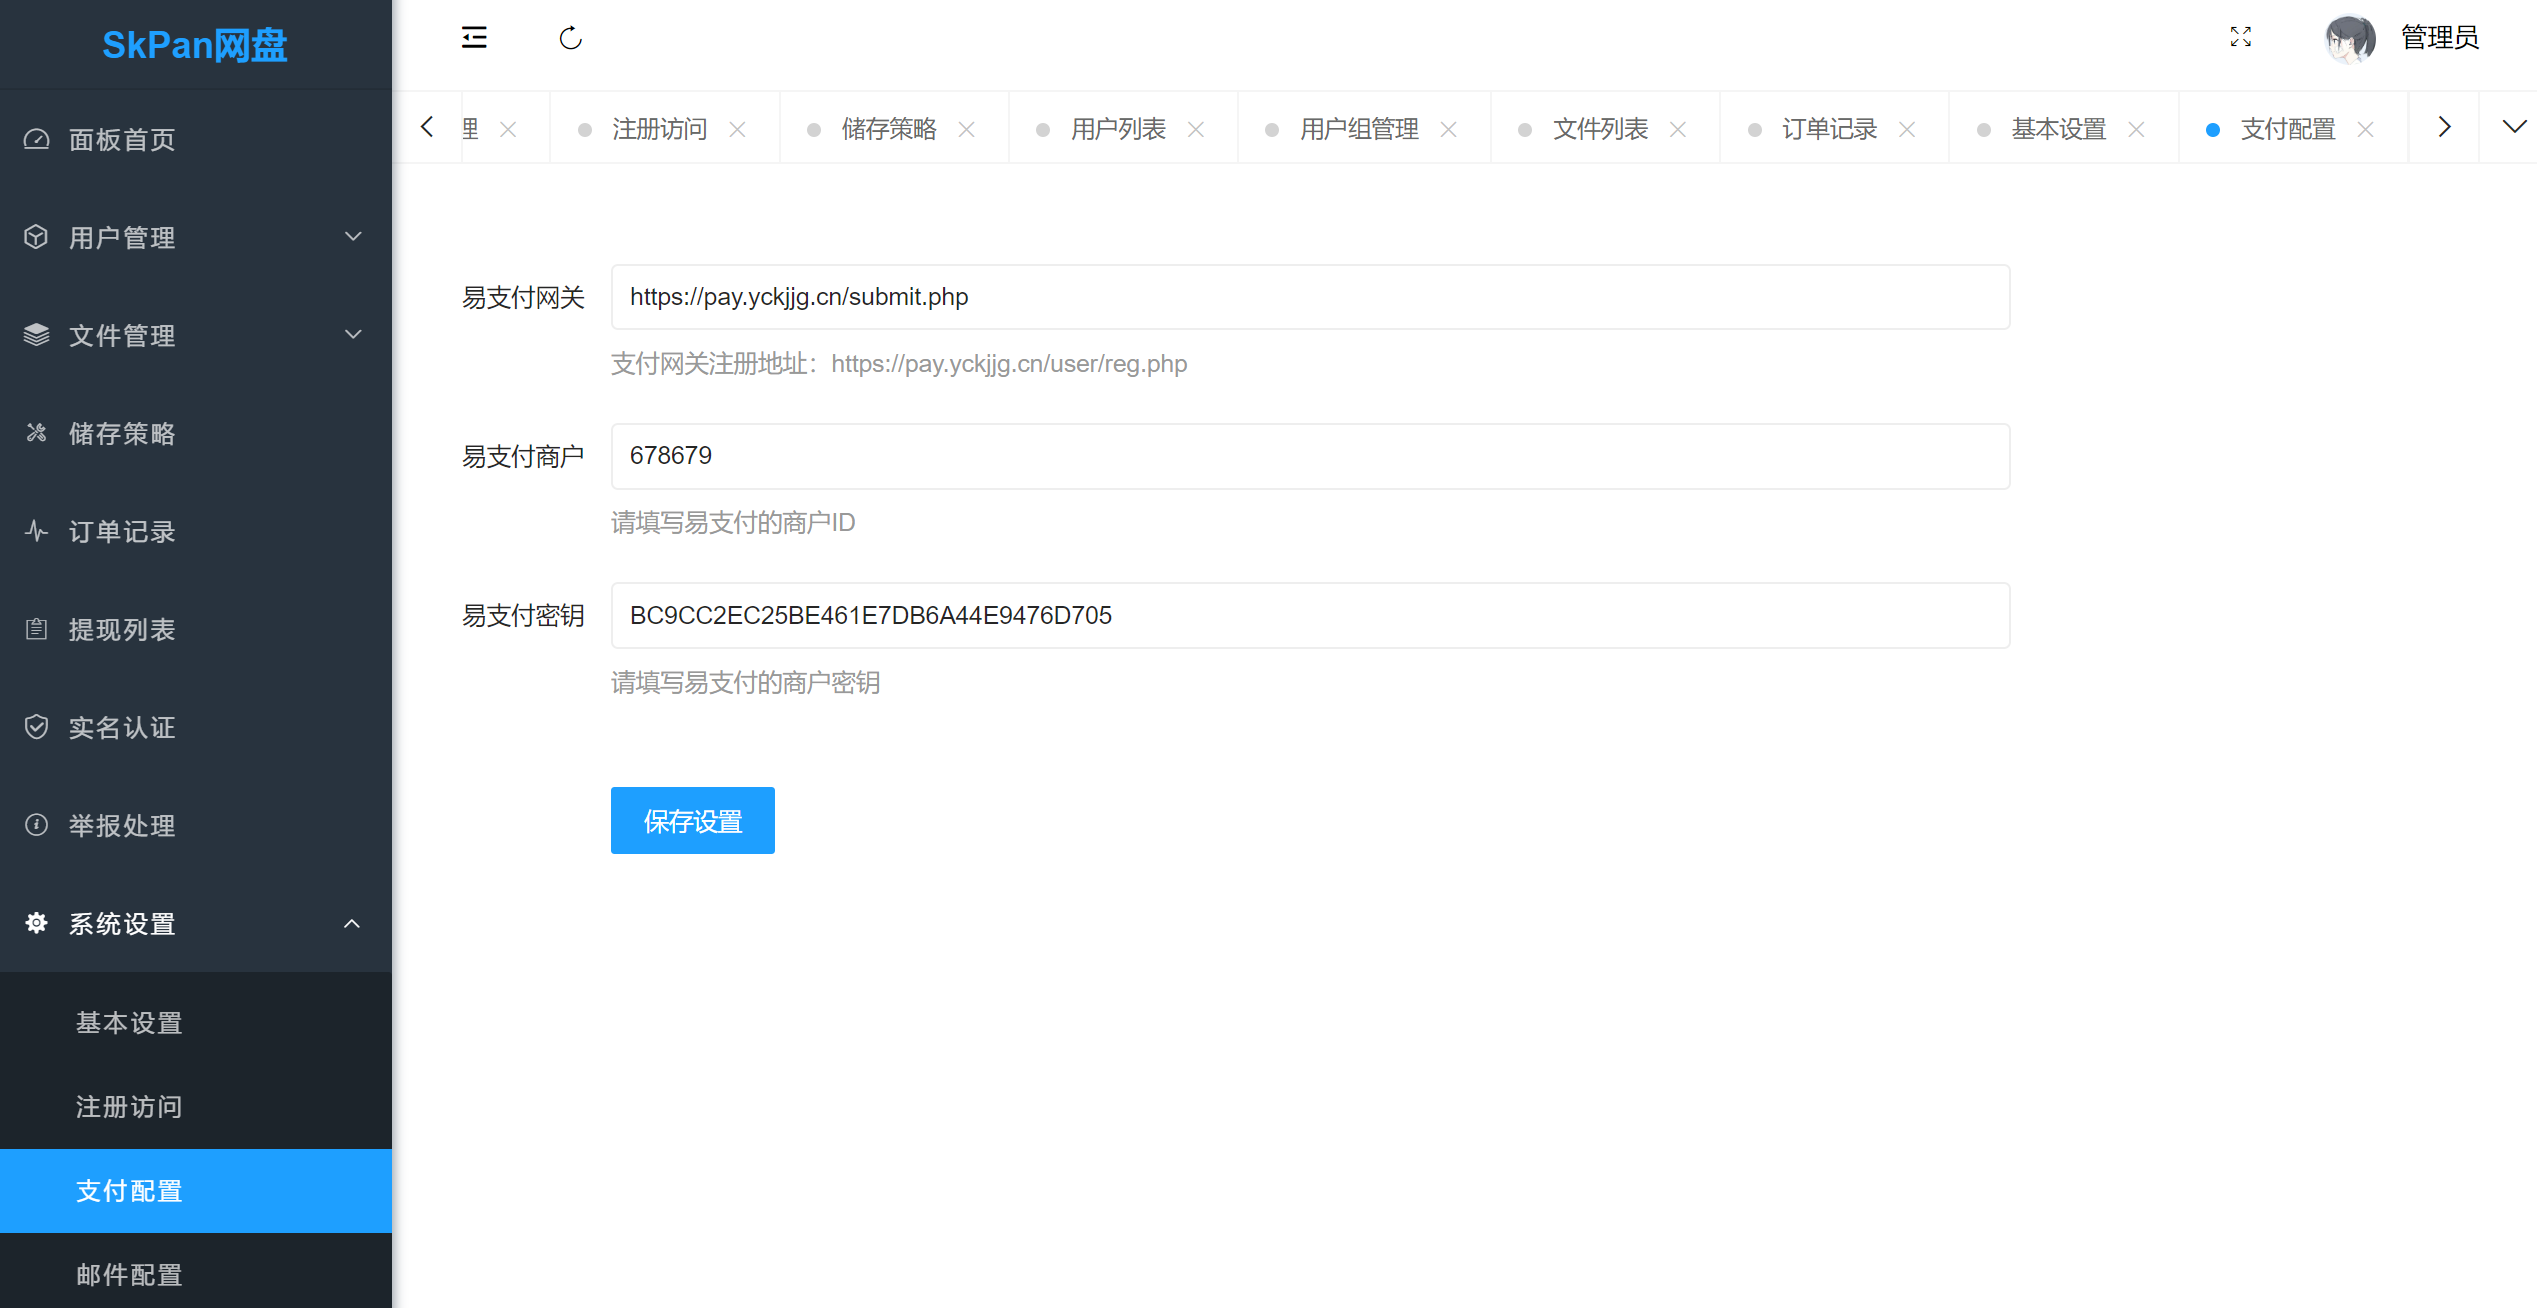 SkPan网盘
管理员
面板首页
用户管理
文件管理
储存策略
订单记录
提现列表
实名认证
举报处理
系统设置
基本设置
注册访问
支付配置
邮件配置
理
注册访问
储存策略
用户列表
用户组管理
文件列表
订单记录
基本设置
支付配置
易支付网关
https://pay.yckjjg.cn/submit.php
支付网关注册地址：https://pay.yckjjg.cn/user/reg.php
易支付商户
678679
请填写易支付的商户ID
易支付密钥
BC9CC2EC25BE461E7DB6A44E9476D705
请填写易支付的商户密钥
保存设置